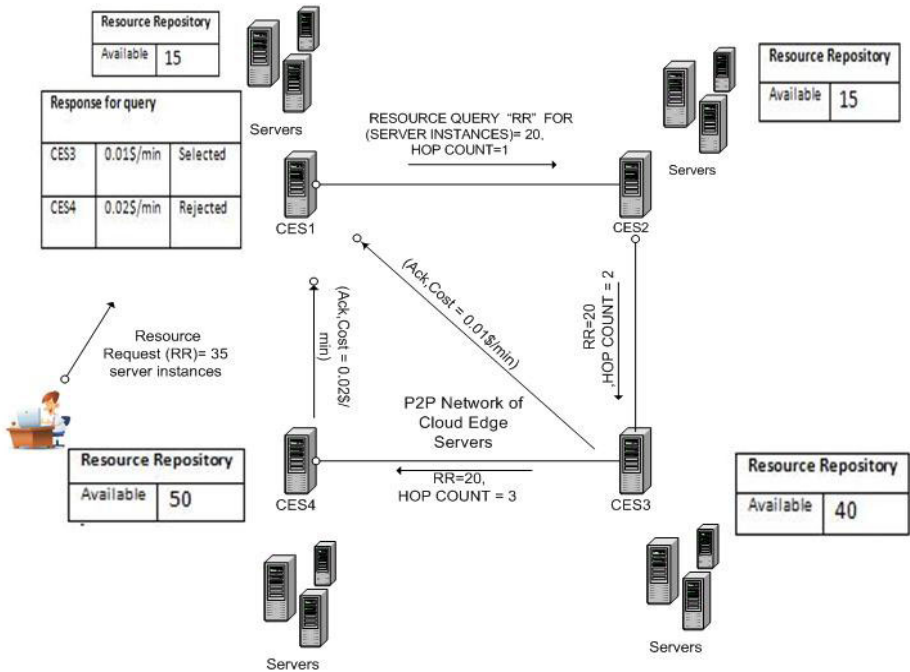 Resource Repository
Available 15
Response for query
CES3 0.01$/min Selected
CES4 0.02$/min Rejected
Servers
CES1
RESOURCE QUERY "RR" FOR
(SERVER INSTANCES)= 20,
HOP COUNT=1
Resource Repository
Available 15
Servers
CES2
(Ack,Cost = 0.02$/
min)
(Ack,Cost = 0.01$/min)
RR=20
,HOP COUNT = 2
Resource
Request (RR)= 35
server instances
P2P Network of
Cloud Edge
Servers
Resource Repository
Available 50
CES4
RR=20,
HOP COUNT = 3
CES3
Resource Repository
Available 40
Servers
Servers